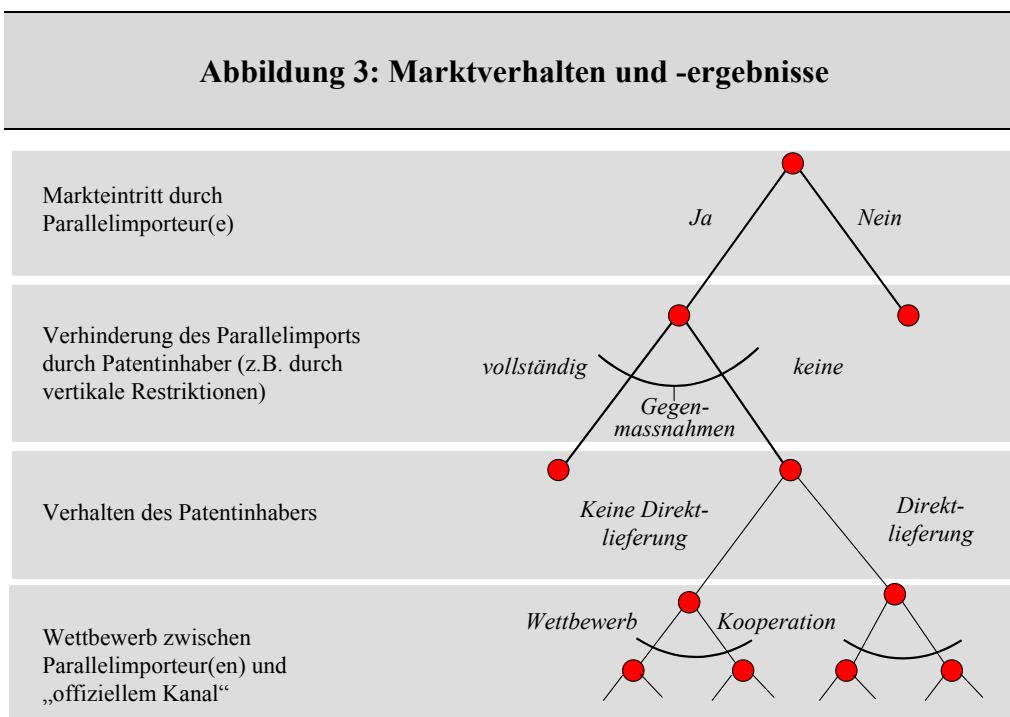 Abbildung 3: Marktverhalten und -ergebnisse
Markteintritt durch
Parallelimporteur(e)
Ja
Nein
Verhinderung des Parallelimports
durch Patentinhaber (z.B. durch
vertikale Restriktionen)
vollständig
keine
Gegen-
massnahmen
Verhalten des Patentinhabers
Keine Direkt-
lieferung
Direkt-
lieferung
Wettbewerb zwischen
Parallelimporteur(en) und
„offiziellem Kanal“
Wettbewerb
Kooperation